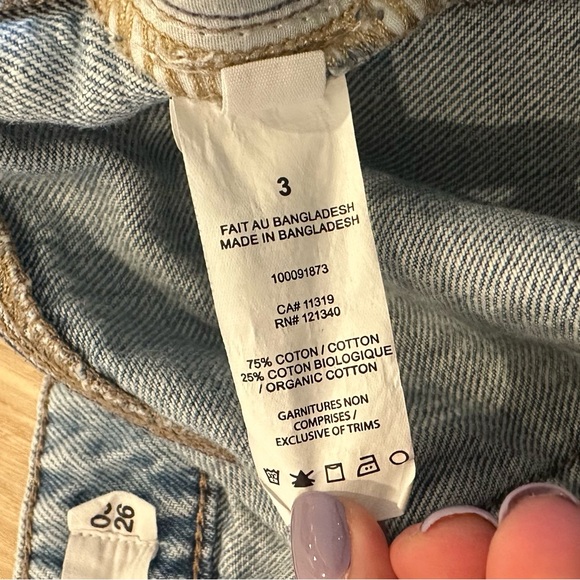 3
FAIT AU BANGLADESH
MADE IN BANGLADESH
100091873
CA# 11319
RN# 121340
75% COTON / COTTON
25% COTON BIOLOGIQUE
/ ORGANIC COTTON
GARNITURES NON
COMPRISES /
EXCLUSIVE OF TRIMS
26